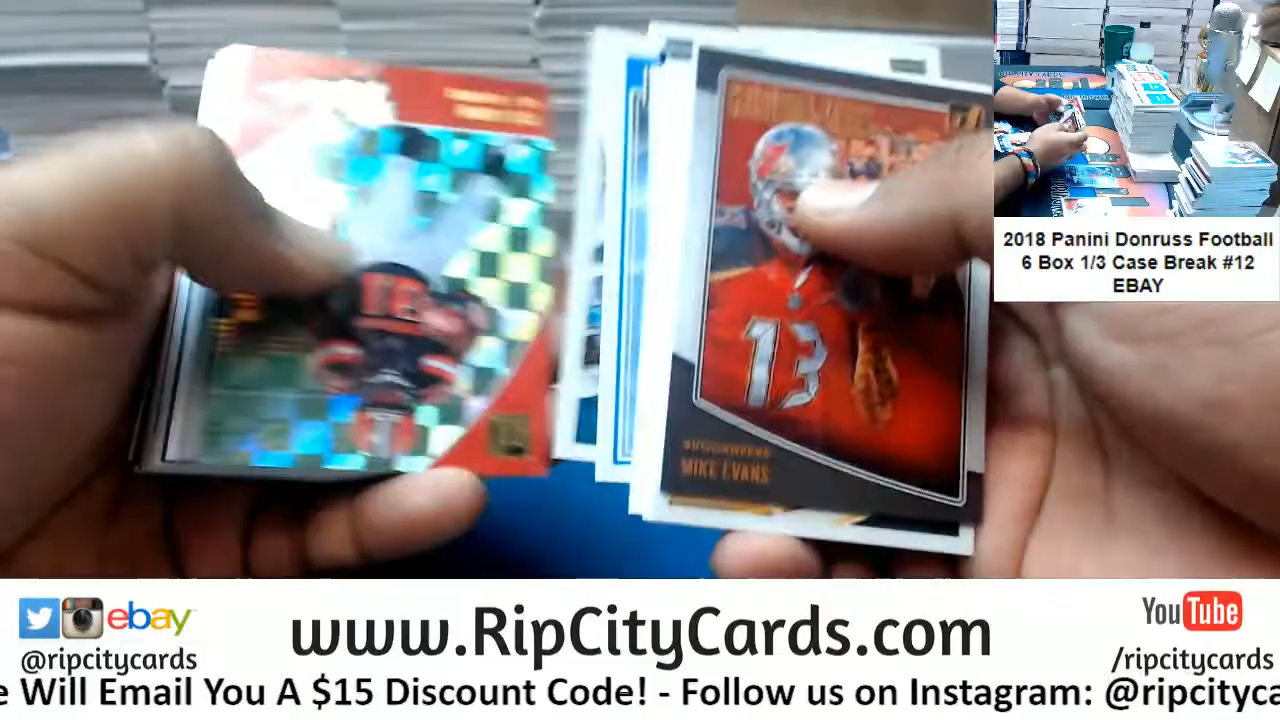 13
BUCCANEERS
MIKE EVANS
2018 Panini Donruss Football
6 Box 1/3 Case Break #12
EBAY
ebay
www.RipCityCards.com
YouTube
@ripcitycards
/ripcitycards
e Will Email You A $15 Discount Code! - Follow us on Instagram: @ripcityca